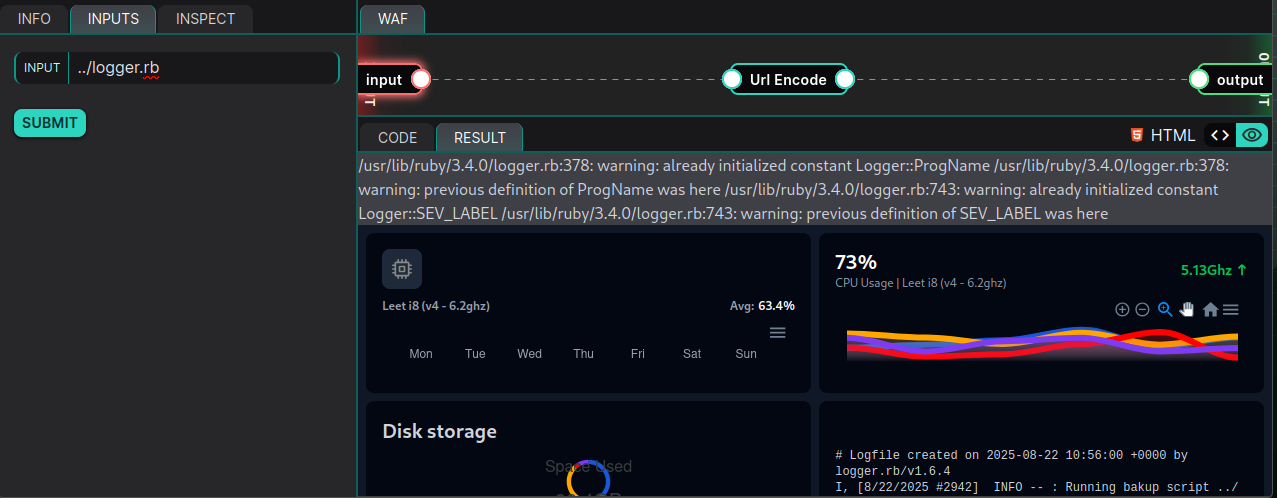 INFO
INPUTS
INSPECT
WAF
INPUT
../logger.rb
SUBMIT
input
Url Encode
output
CODE
RESULT
HTML
/usr/lib/ruby/3.4.0/logger.rb:378: warning: already initialized constant Logger::ProgName /usr/lib/ruby/3.4.0/logger.rb:378:
warning: previous definition of ProgName was here /usr/lib/ruby/3.4.0/logger.rb:743: warning: already initialized constant
Logger::SEV_LABEL /usr/lib/ruby/3.4.0/logger.rb:743: warning: previous definition of SEV_LABEL was here
Leet i8 (v4 - 6.2ghz)
Avg: 63.4%
Mon Tue Wed Thu Fri Sat Sun
73%
CPU Usage | Leet i8 (v4 - 6.2ghz)
5.13Ghz ↑
Disk storage
Space Used
# Logfile created on 2025-08-22 10:56:00 +0000 by
logger.rb/v1.6.4
I, [8/22/2025 #2942]  INFO -- : Running bakup script ../